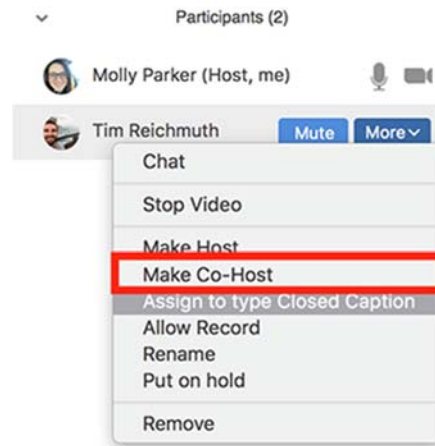 Participants (2)
Molly Parker (Host, me)
Tim Reichmuth Mute More
Chat
Stop Video
Make Host
Make Co-Host
Assign to type Closed Caption
Allow Record
Rename
Put on hold
Remove